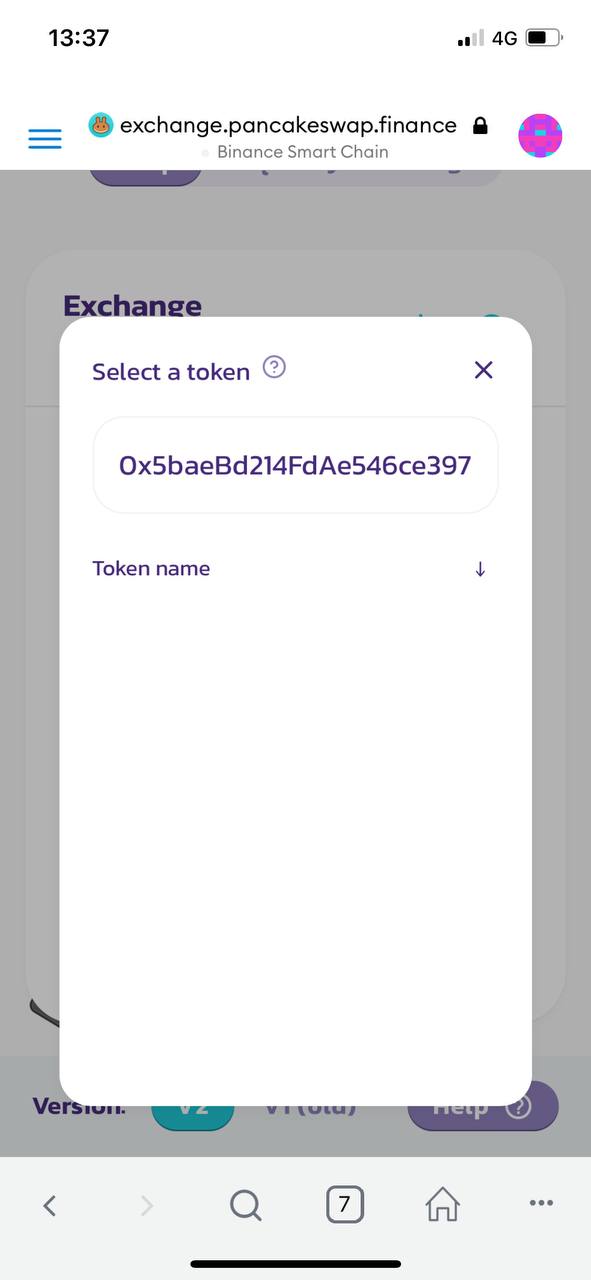 13:37
4G
exchange.pancakeswap.finance
Binance Smart Chain
Exchange
Select a token ?
0x5baeBd214FdAe546ce397
Token name ↓
Version: V2 V1 (old) Help ?
7